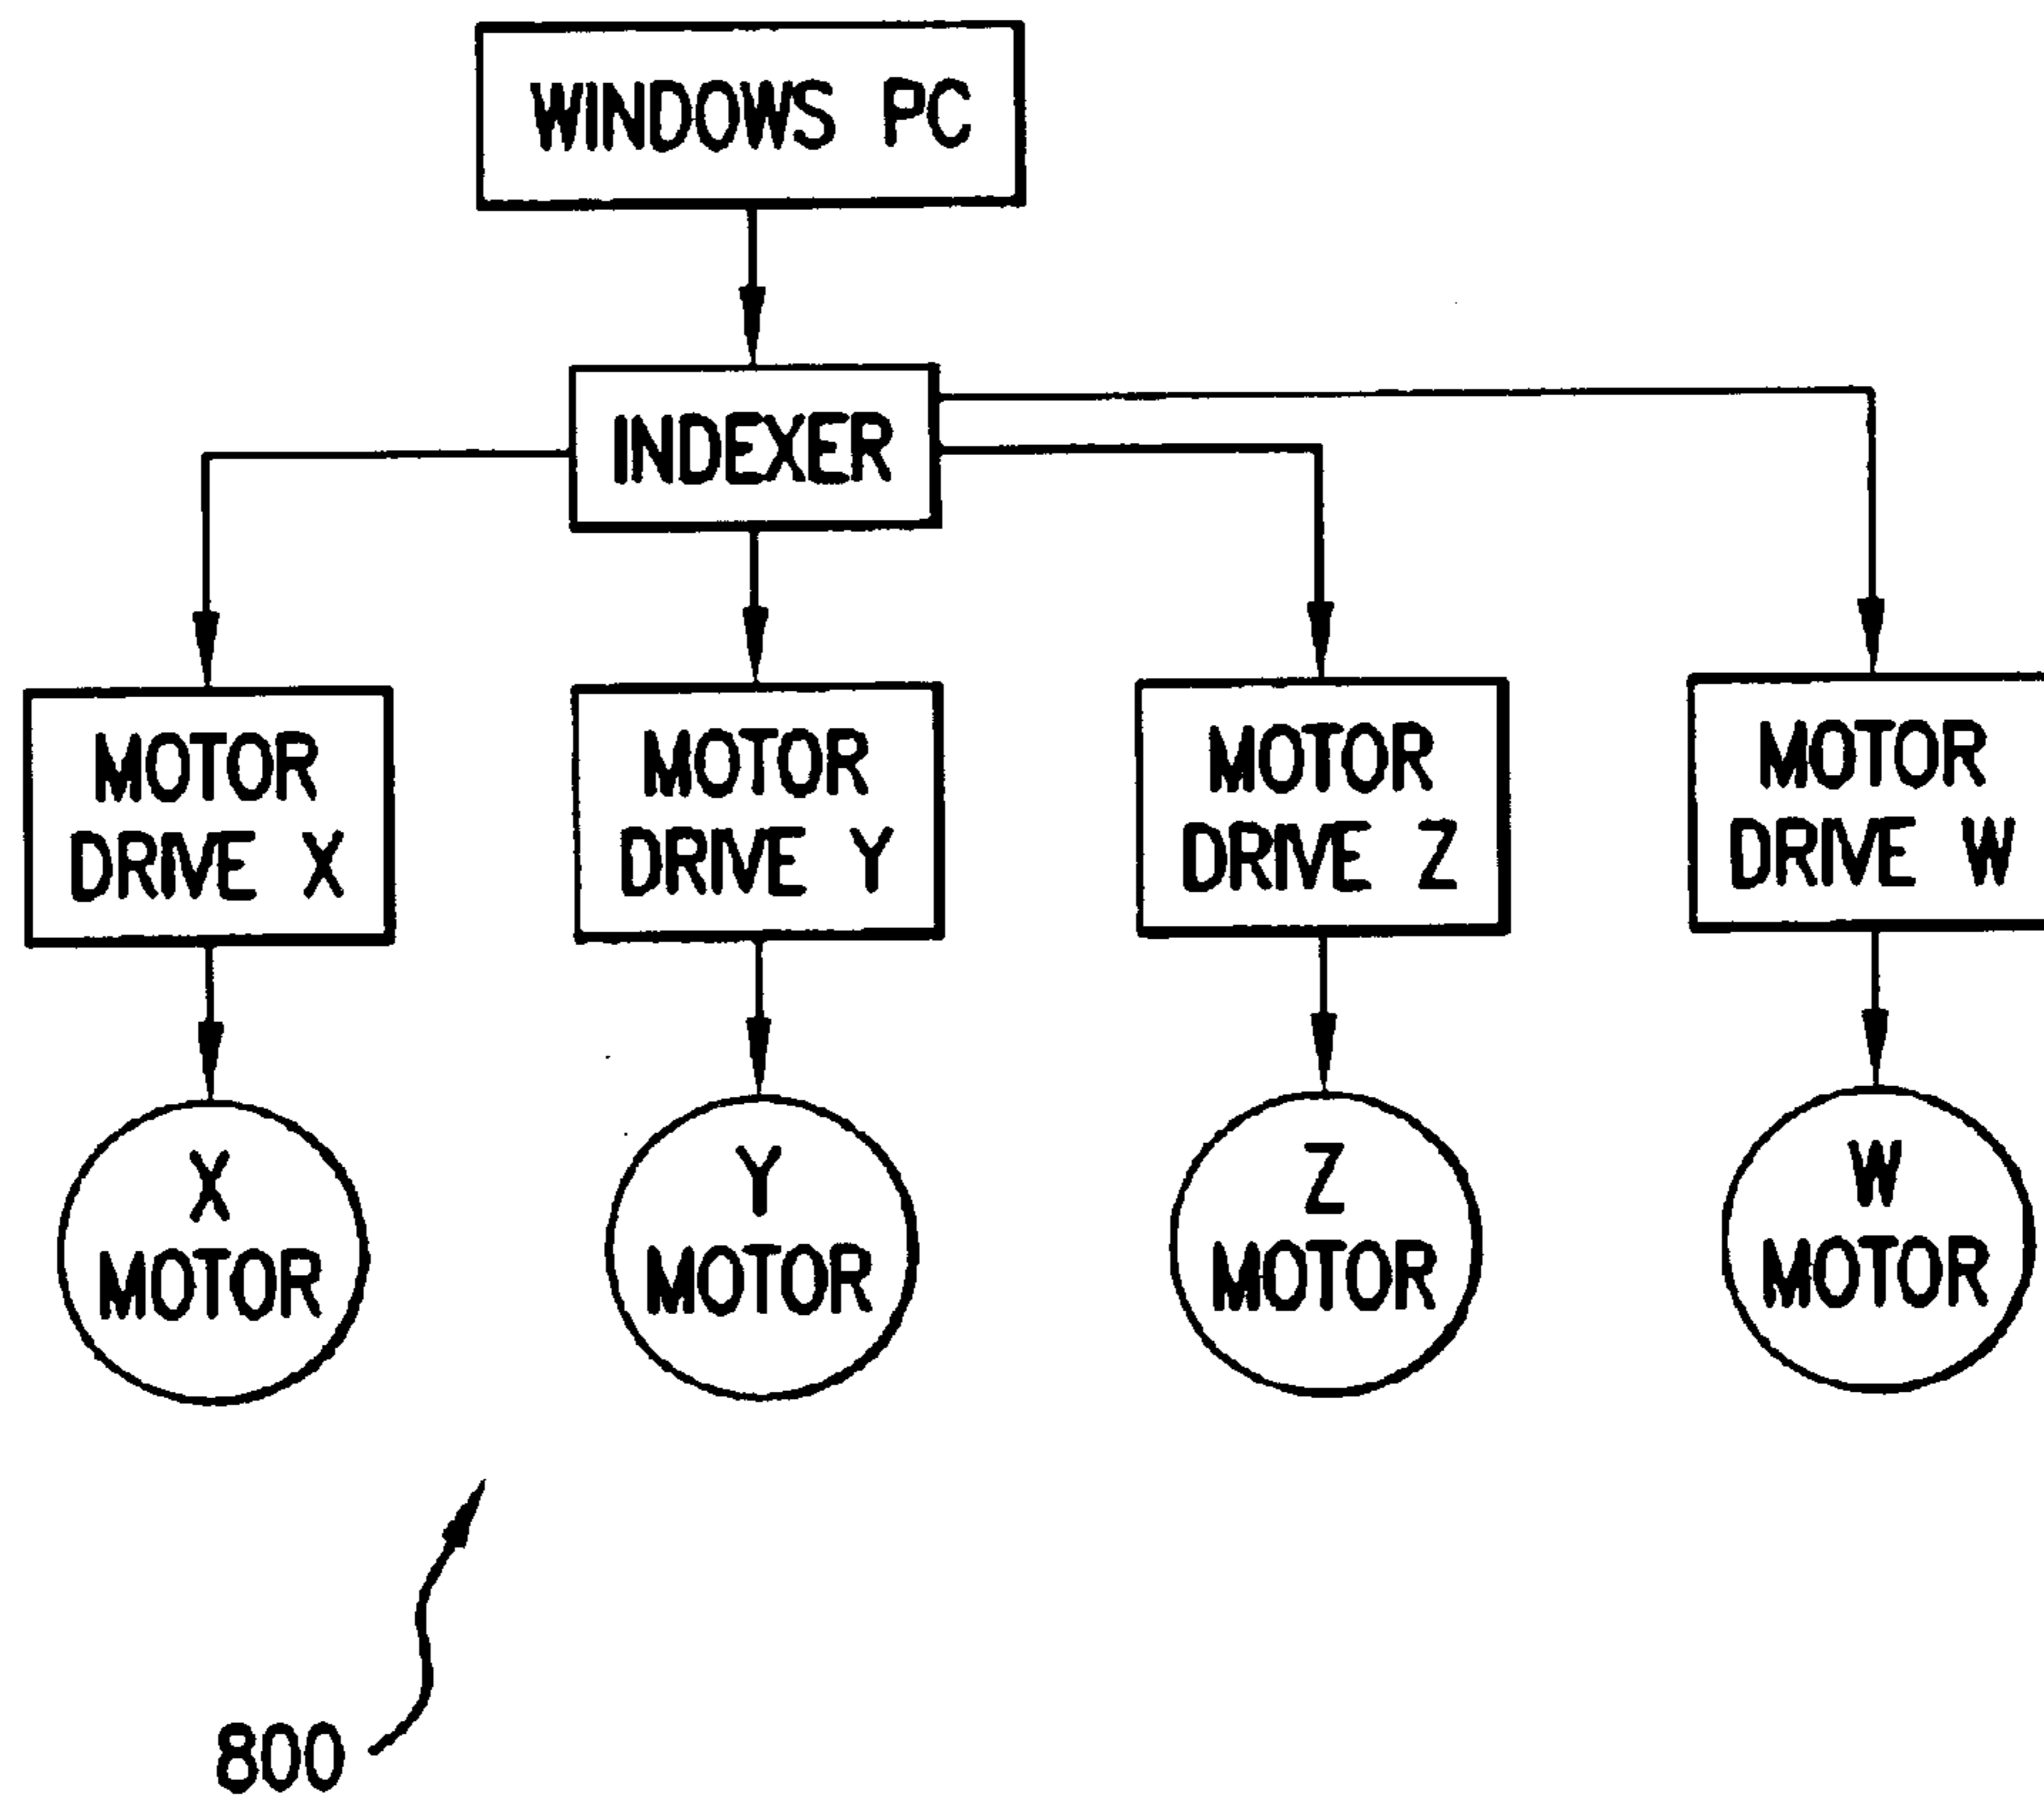 WINDOWS PC
INDEXER
MOTOR
DRIVE X
MOTOR
DRIVE Y
MOTOR
DRIVE Z
MOTOR
DRIVE W
X
MOTOR
Y
MOTOR
Z
MOTOR
W
MOTOR
800